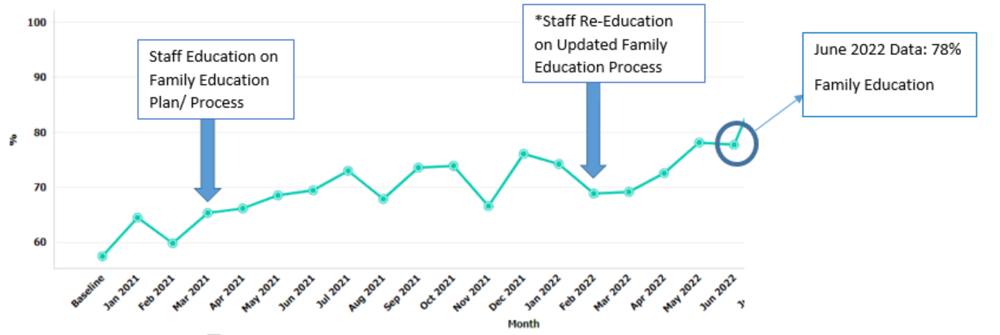 *Staff Re-Education
on Updated Family
Education Process
Staff Education on
Family Education
Plan/ Process
June 2022 Data: 78%
Family Education
100
90
80
70
60
%
Baseline
Jan 2021
Feb 2021
Mar 2021
Apr 2021
May 2021
Jun 2021
Jul 2021
Aug 2021
Sep 2021
Oct 2021
Nov 2021
Dec 2021
Jan 2022
Feb 2022
Mar 2022
Apr 2022
May 2022
Jun 2022
Month